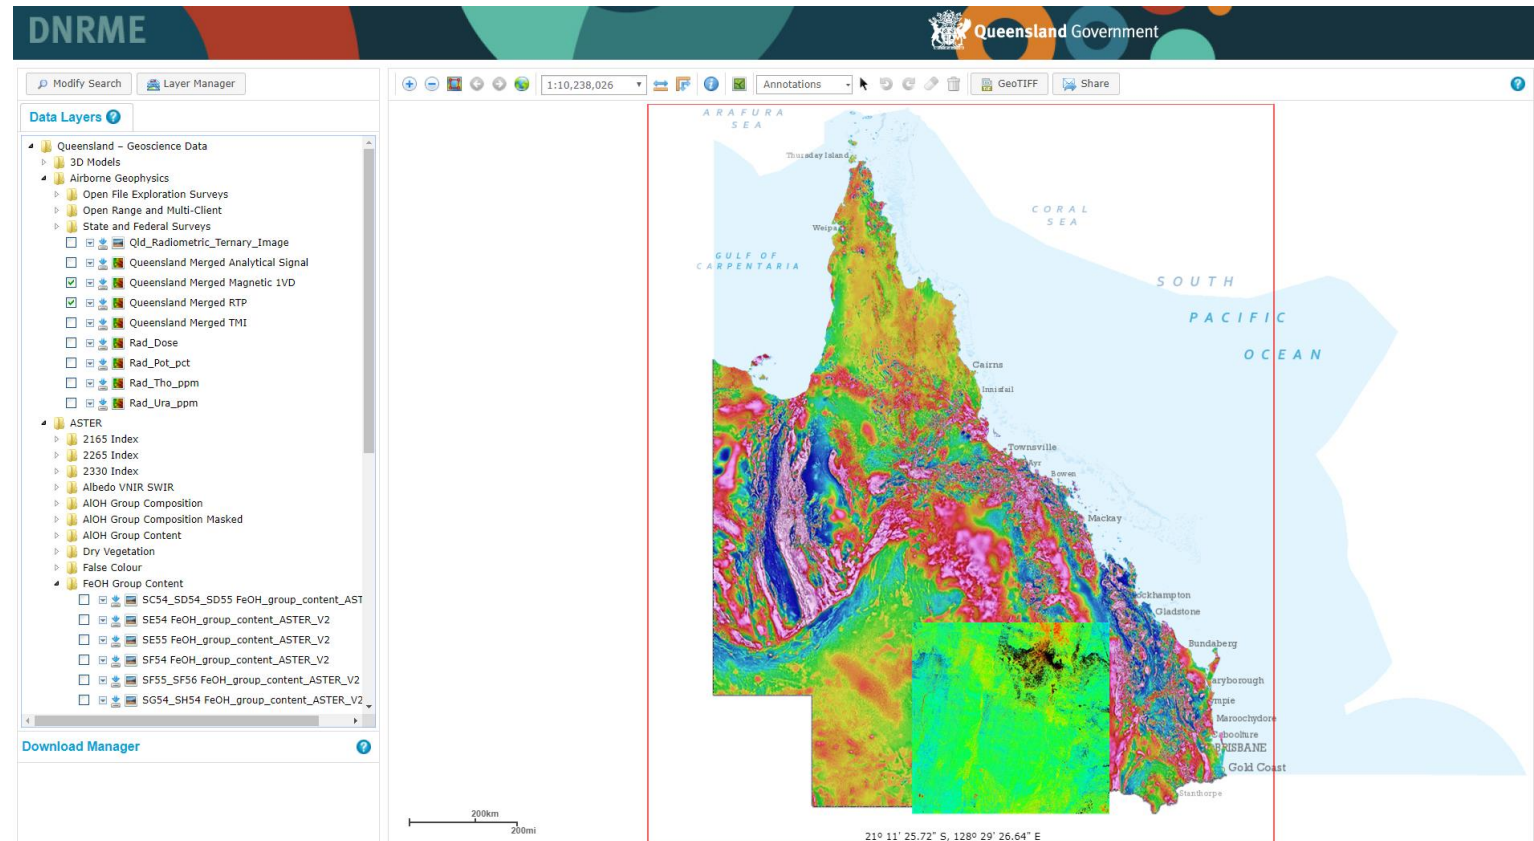 DNRME
Queensland Government
Modify Search
Layer Manager
1:10,238,026
Annotations
GeoTIFF
Share
Data Layers
Queensland – Geoscience Data
3D Models
Airborne Geophysics
Open File Exploration Surveys
Open Range and Multi-Client
State and Federal Surveys
Qld_Radiometric_Ternary_Image
Queensland Merged Analytical Signal
Queensland Merged Magnetic 1VD
Queensland Merged RTP
Queensland Merged TMI
Rad_Dose
Rad_Pot_pct
Rad_Tho_ppm
Rad_Ura_ppm
ASTER
2165 Index
2265 Index
2330 Index
Albedo VNIR SWIR
AlOH Group Composition
AlOH Group Composition Masked
AlOH Group Content
Dry Vegetation
False Colour
FeOH Group Content
SC54_SD54_SD55 FeOH_group_content_AST
SE54 FeOH_group_content_ASTER_V2
SE55 FeOH_group_content_ASTER_V2
SF54 FeOH_group_content_ASTER_V2
SF55_SF56 FeOH_group_content_ASTER_V2
SG54_SH54 FeOH_group_content_ASTER_V2
Download Manager
ARAFURA
SEA
Thursday Island
CORAL
SEA
Weipa
GULF OF
CARPENTARIA
SOUTH
PACIFIC
OCEAN
Cairns
Innisfail
Townsville
Ayr
Bowen
Mackay
ckhampton
Gladstone
Bundaberg
aryborough
mpie
Maroochydore
Caboolture
BRISBANE
Gold Coast
Stanthorpe
200km
200mi
21º 11' 25.72" S, 128º 29' 26.64" E